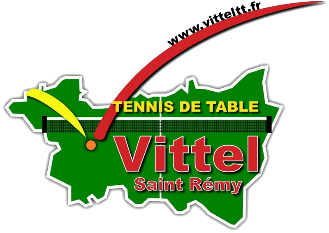 www.vitteltt.fr
TENNIS DE TABLE
Vittel
Saint Rémy